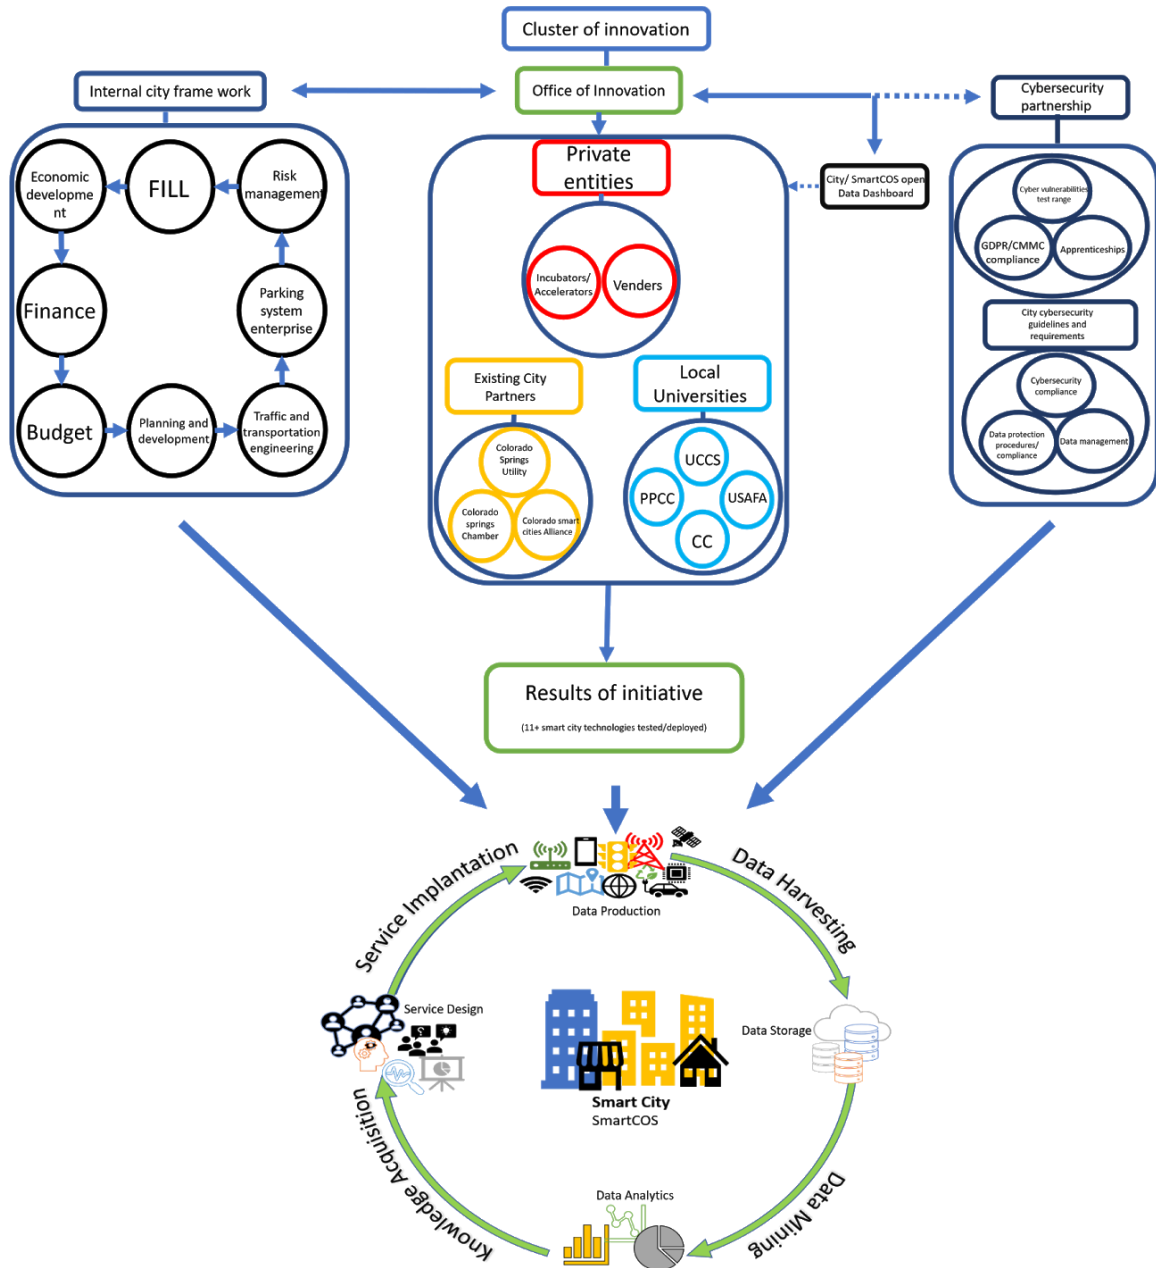 Cluster of innovation
Internal city frame work
Office of Innovation
Cybersecurity
partnership
Economic
developme
nt
FILL
Risk
management
Finance
Parking
system
enterprise
Budget
Planning and
development
Traffic and
transportation
engineering
Private
entities
Incubators/
Accelerators
Venders
City/ SmartCOS open
Data Dashboard
Existing City
Partners
Colorado
Springs
Utility
Colorado
springs
Chamber
Colorado smart
cities Alliance
Local
Universities
UCCS
PPCC
USAFA
CC
Cyber vulnerabilities
test range
GDPR/CMMC
compliance
Apprenticeships
City cybersecurity
guidelines and
requirements
Cybersecurity
compliance
Data protection
procedures/
compliance
Data management
Results of initiative
(11+ smart city technologies tested/deployed)
Service Implantation
Data Harvesting
Data Production
Service Design
Data Storage
Smart City
SmartCOS
Knowledge Acquisition
Data Mining
Data Analytics